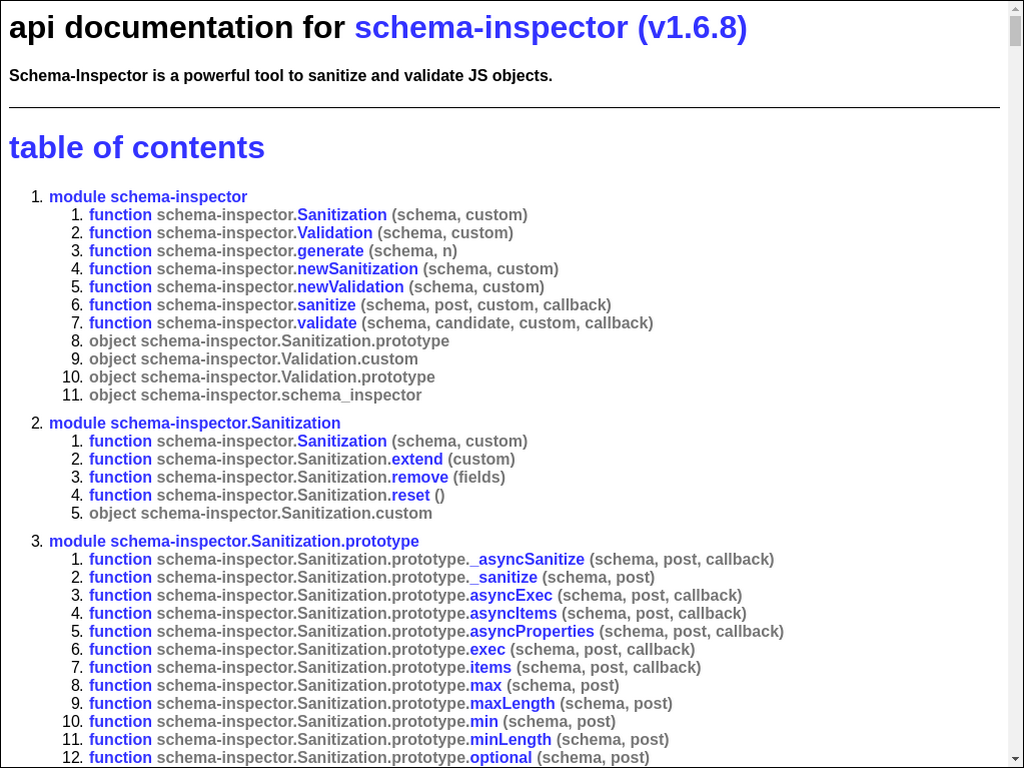 api documentation for schema-inspector (v1.6.8)
Schema-Inspector is a powerful tool to sanitize and validate JS objects.
table of contents
1. module schema-inspector
1. function schema-inspector.Sanitization (schema, custom)
2. function schema-inspector.Validation (schema, custom)
3. function schema-inspector.generate (schema, n)
4. function schema-inspector.newSanitization (schema, custom)
5. function schema-inspector.newValidation (schema, custom)
6. function schema-inspector.sanitize (schema, post, custom, callback)
7. function schema-inspector.validate (schema, candidate, custom, callback)
8. object schema-inspector.Sanitization.prototype
9. object schema-inspector.Validation.custom
10. object schema-inspector.Validation.prototype
11. object schema-inspector.schema_inspector
2. module schema-inspector.Sanitization
1. function schema-inspector.Sanitization (schema, custom)
2. function schema-inspector.Sanitization.extend (custom)
3. function schema-inspector.Sanitization.remove (fields)
4. function schema-inspector.Sanitization.reset ()
5. object schema-inspector.Sanitization.custom
3. module schema-inspector.Sanitization.prototype
1. function schema-inspector.Sanitization.prototype._asyncSanitize (schema, post, callback)
2. function schema-inspector.Sanitization.prototype._sanitize (schema, post)
3. function schema-inspector.Sanitization.prototype.asyncExec (schema, post, callback)
4. function schema-inspector.Sanitization.prototype.asyncItems (schema, post, callback)
5. function schema-inspector.Sanitization.prototype.asyncProperties (schema, post, callback)
6. function schema-inspector.Sanitization.prototype.exec (schema, post, callback)
7. function schema-inspector.Sanitization.prototype.items (schema, post, callback)
8. function schema-inspector.Sanitization.prototype.max (schema, post)
9. function schema-inspector.Sanitization.prototype.maxLength (schema, post)
10. function schema-inspector.Sanitization.prototype.min (schema, post)
11. function schema-inspector.Sanitization.prototype.minLength (schema, post)
12. function schema-inspector.Sanitization.prototype.optional (schema, post)